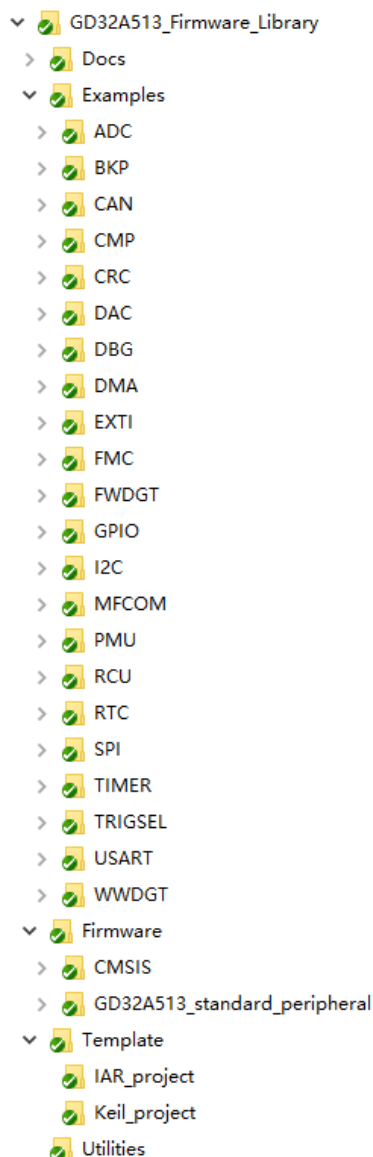 GD32A513_Firmware_Library
Docs
Examples
ADC
BKP
CAN
CMP
CRC
DAC
DBG
DMA
EXTI
FMC
FWDGT
GPIO
I2C
MFCOM
PMU
RCU
RTC
SPI
TIMER
TRIGSEL
USART
WWDGT
Firmware
CMSIS
GD32A513_standard_peripheral
Template
IAR_project
Keil_project
Utilities